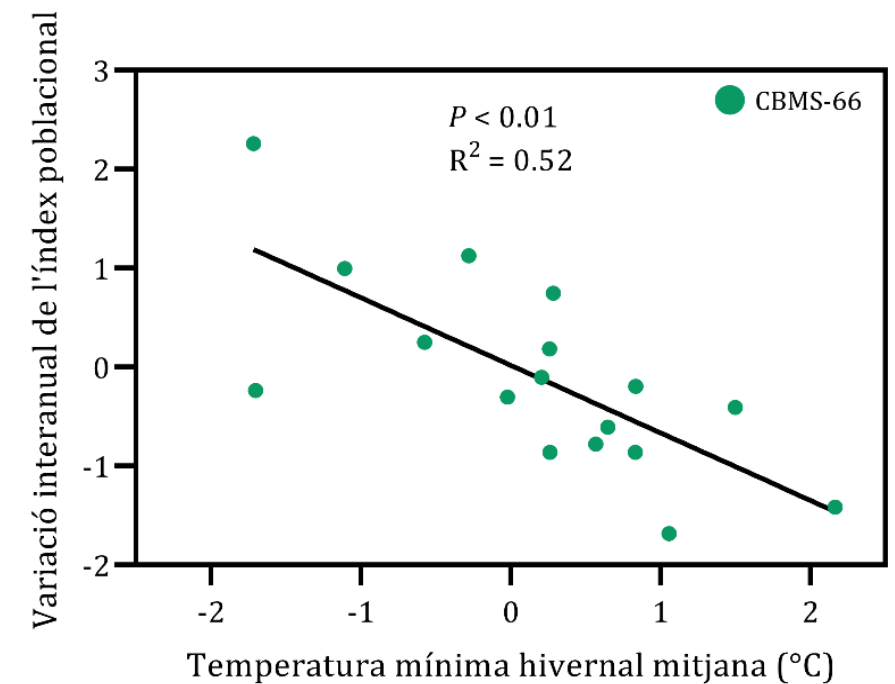 Variació interanual de l'índex poblacional
3
2
1
0
-1
-2
P < 0.01
R² = 0.52
CBMS-66
-2
-1
0
1
2
Temperatura mínima hivernal mitjana (°C)